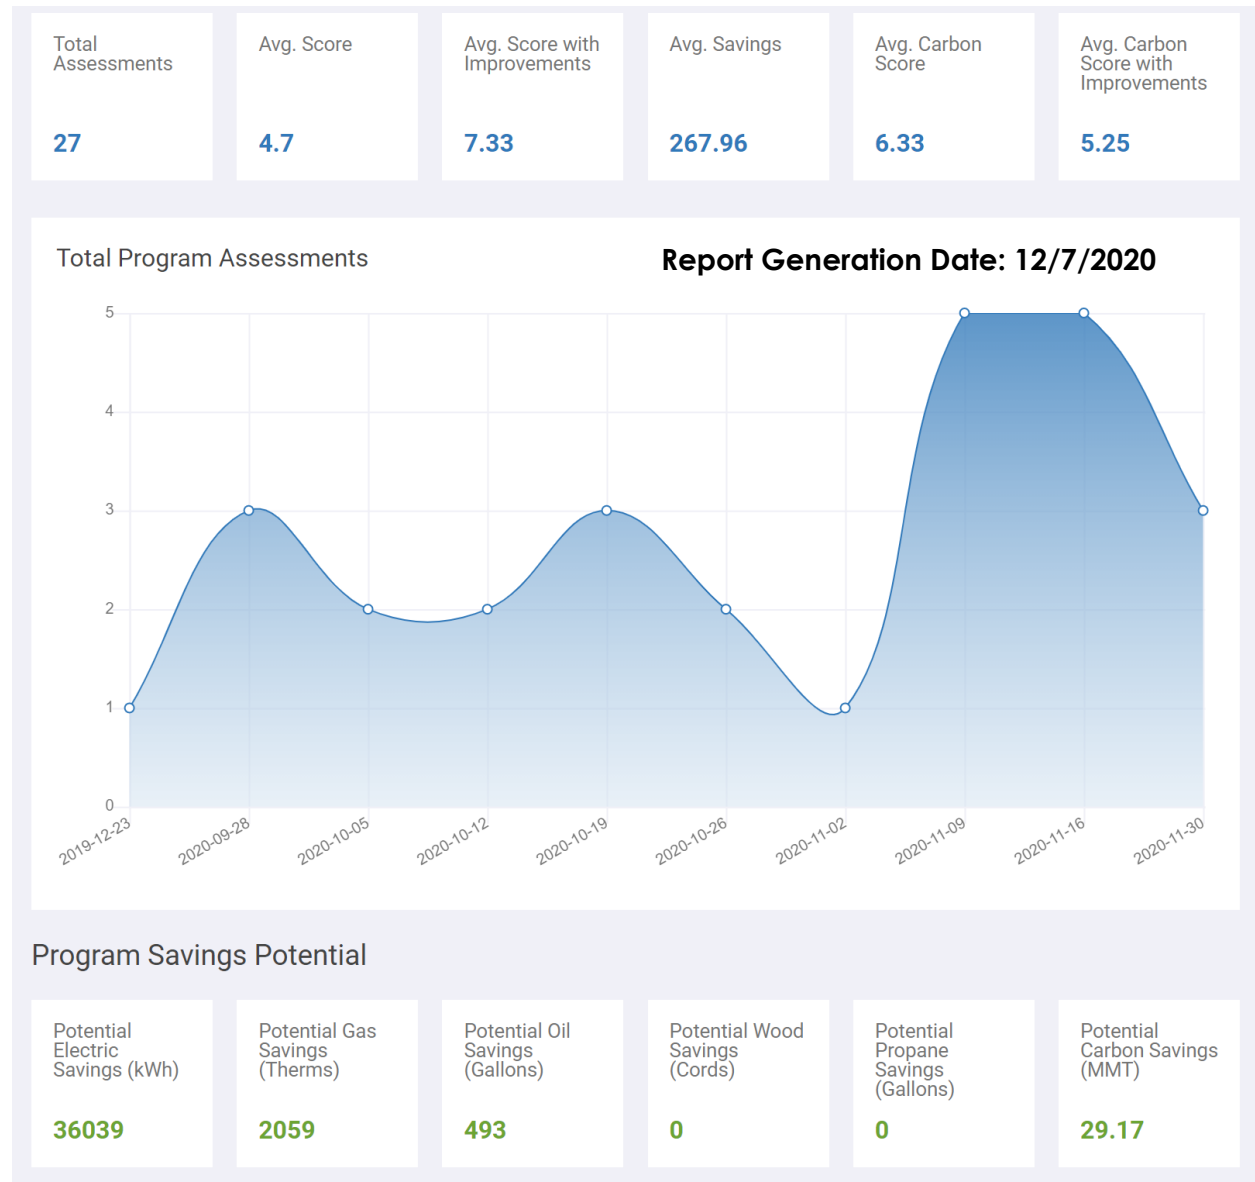 Total
Assessments
27
Avg. Score
4.7
Avg. Score with
Improvements
7.33
Avg. Savings
267.96
Avg. Carbon
Score
6.33
Avg. Carbon
Score with
Improvements
5.25
Total Program Assessments
Report Generation Date: 12/7/2020
5
4
3
2
1
0
2019-12-23
2020-09-28
2020-10-05
2020-10-12
2020-10-19
2020-10-26
2020-11-02
2020-11-09
2020-11-16
2020-11-30
Program Savings Potential
Potential
Electric
Savings (kWh)
36039
Potential Gas
Savings
(Therms)
2059
Potential Oil
Savings
(Gallons)
493
Potential Wood
Savings
(Cords)
0
Potential
Propane
Savings
(Gallons)
0
Potential
Carbon Savings
(MMT)
29.17